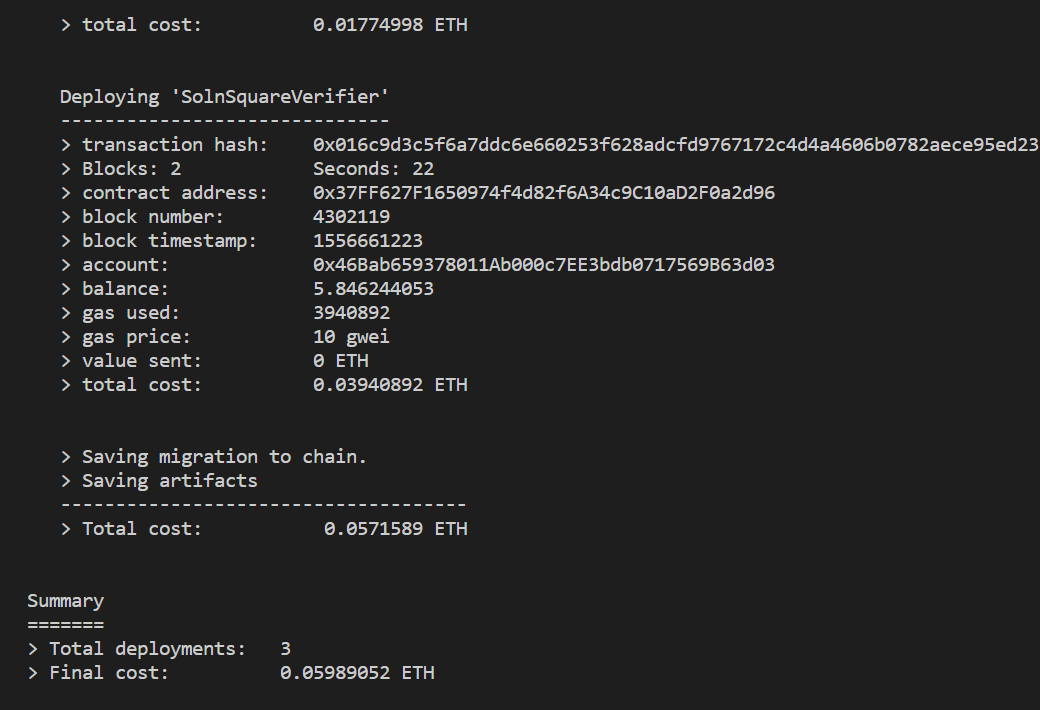 > total cost: 0.01774998 ETH
Deploying 'SolnSquareVerifier'
------------------------------
> transaction hash: 0x016c9d3c5f6a7ddc6e660253f628adcfd9767172c4d4a4606b0782aece95ed23
> Blocks: 2 Seconds: 22
> contract address: 0x37FF627F1650974f4d82f6A34c9C10aD2F0a2d96
> block number: 4302119
> block timestamp: 1556661223
> account: 0x46Bab659378011Ab000c7EE3bdb0717569B63d03
> balance: 5.846244053
> gas used: 3940892
> gas price: 10 gwei
> value sent: 0 ETH
> total cost: 0.03940892 ETH
> Saving migration to chain.
> Saving artifacts
-------------------------------------
> Total cost: 0.0571589 ETH
Summary
=======
> Total deployments: 3
> Final cost: 0.05989052 ETH